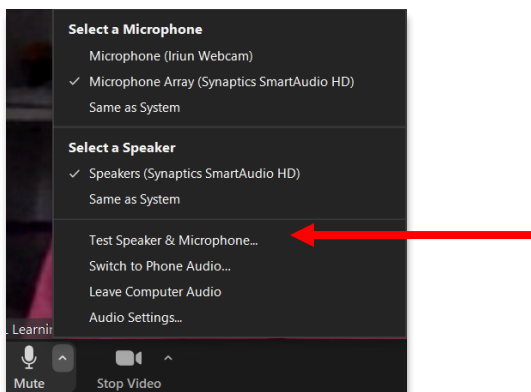 Select a Microphone
Microphone (Iriun Webcam)
Microphone Array (Synaptics SmartAudio HD)
Same as System
Select a Speaker
Speakers (Synaptics SmartAudio HD)
Same as System
Test Speaker & Microphone...
Switch to Phone Audio...
Leave Computer Audio
Audio Settings...
Mute
Stop Video